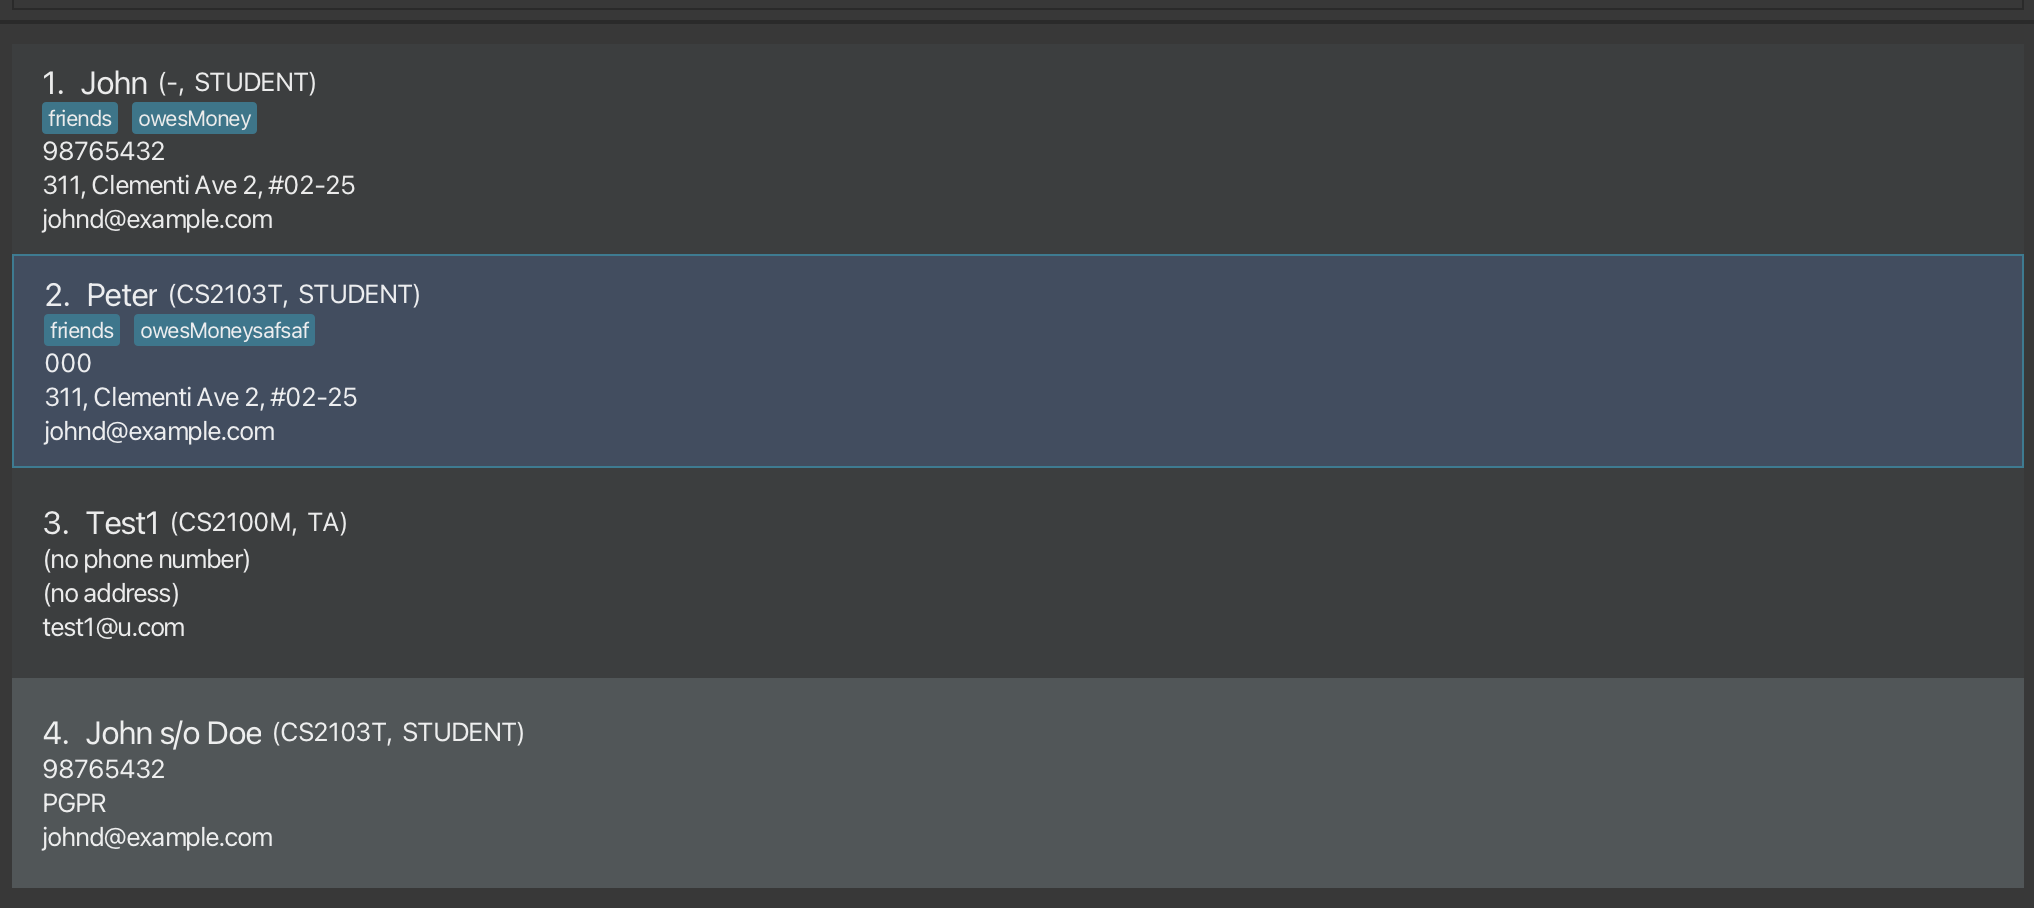 1. John (-, STUDENT)
friends owesMoney
98765432
311, Clementi Ave 2, #02-25
johnd@example.com
2. Peter (CS2103T, STUDENT)
friends owesMoneysafsaf
000
311, Clementi Ave 2, #02-25
johnd@example.com
3. Test1 (CS2100M, TA)
(no phone number)
(no address)
test1@u.com
4. John s/o Doe (CS2103T, STUDENT)
98765432
PGPR
johnd@example.com